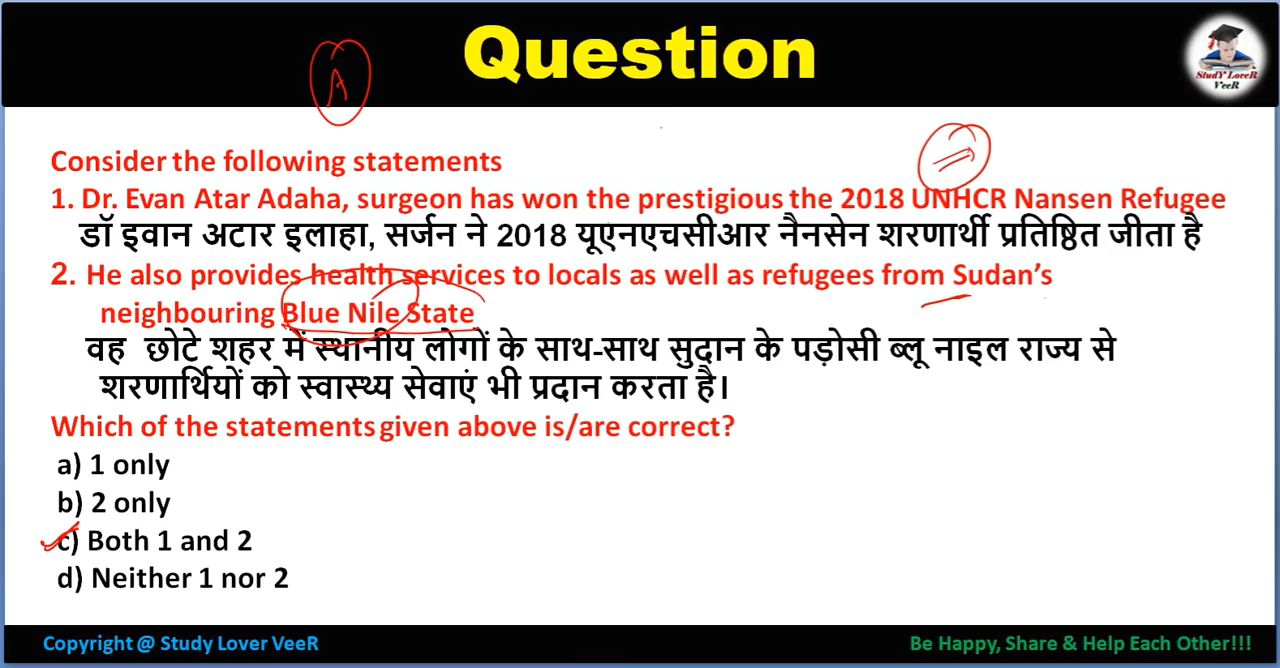 Question
StudY LoveR
VeeR
A
Consider the following statements
1. Dr. Evan Atar Adaha, surgeon has won the prestigious the 2018 UNHCR Nansen Refugee
डॉ इवान अटार इलाहा, सर्जन ने 2018 यूएनएचसीआर नैनसेन शरणार्थी प्रतिष्ठित जीता है
2. He also provides health services to locals as well as refugees from Sudan's
neighbouring Blue Nile State
वह छोटे शहर में स्थानीय लोगों के साथ-साथ सुदान के पड़ोसी ब्लू नाइल राज्य से
शरणार्थियों को स्वास्थ्य सेवाएं भी प्रदान करता है।
Which of the statements given above is/are correct?
a) 1 only
b) 2 only
c) Both 1 and 2
d) Neither 1 nor 2
Copyright @ Study Lover VeeR
Be Happy, Share & Help Each Other!!!